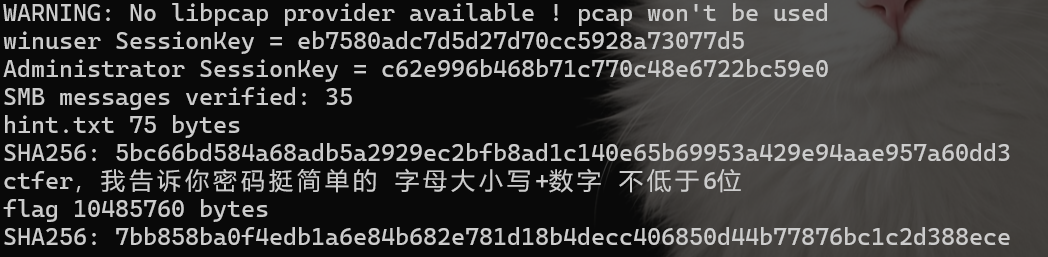 WARNING: No libpcap provider available ! pcap won't be used
winuser SessionKey = eb7580adc7d5d27d70cc5928a73077d5
Administrator SessionKey = c62e996b468b71c770c48e6722bc59e0
SMB messages verified: 35
hint.txt 75 bytes
SHA256: 5bc66bd584a68adb5a2929ec2bfb8ad1c140e65b69953a429e94aae957a60dd3
ctfer，我告诉你密码挺简单的 字母大小写+数字 不低于6位
flag 10485760 bytes
SHA256: 7bb858ba0f4edb1a6e84b682e781d18b4decc406850d44b77876bc1c2d388ece